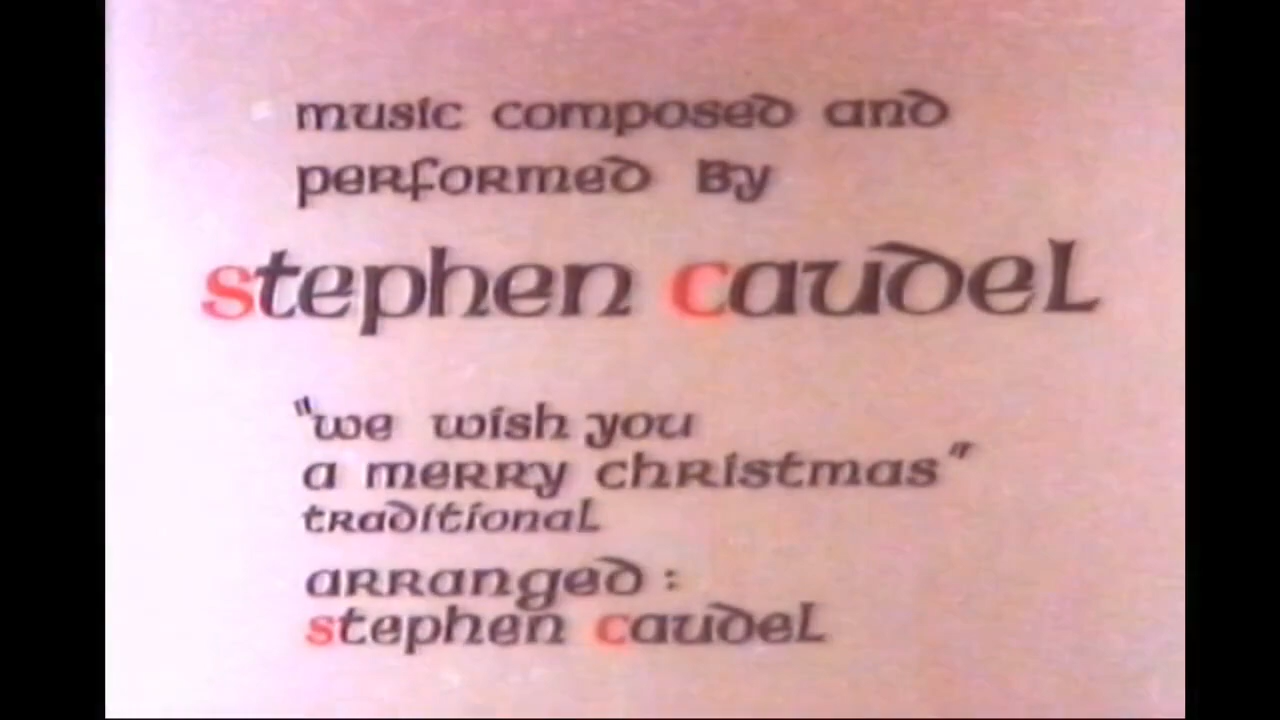 music composed and
performed By
stephen caudel
"we wish you
a merry christmas"
traditional
arranged :
stephen caudel